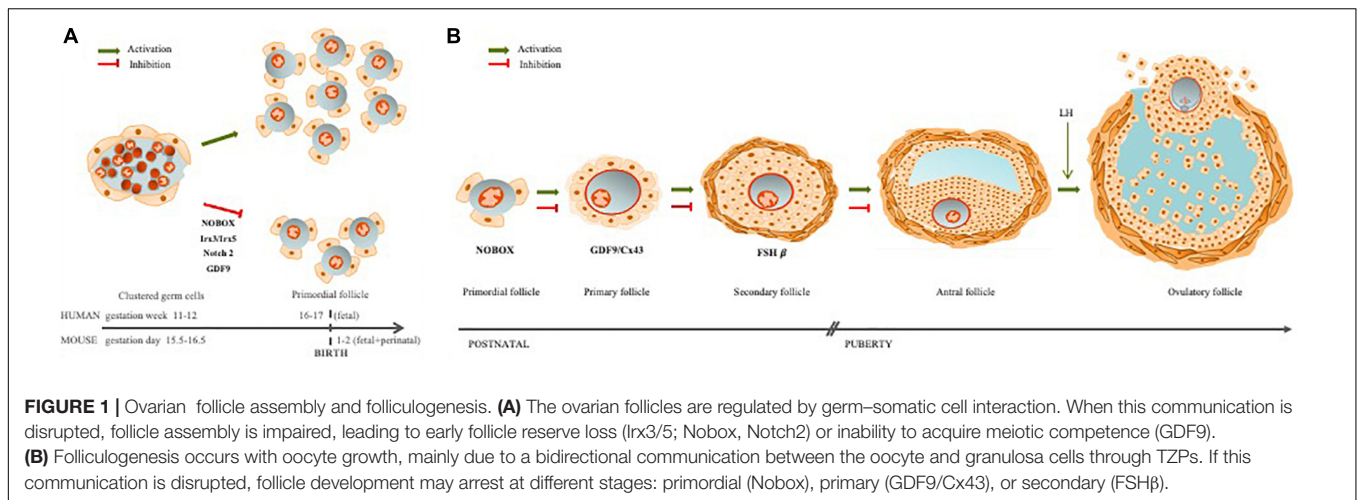 A
Activation
Inhibition
NOBOX
Irx3/Irx5
Notch 2
GDF9
Clustered germ cells
Primordial follicle
HUMAN gestation week 11-12
16-17 (fetal)
MOUSE gestation day 15.5-16.5
1-2 (fetal+perinatal)
BIRTH
B
Activation
Inhibition
LH
NOBOX
GDF9/Cx43
FSH β
Primordial follicle
Primary follicle
Secondary follicle
Antral follicle
Ovulatory follicle
POSTNATAL
PUBERTY
FIGURE 1 | Ovarian follicle assembly and folliculogenesis. (A) The ovarian follicles are regulated by germ–somatic cell interaction. When this communication is
disrupted, follicle assembly is impaired, leading to early follicle reserve loss (Irx3/5; Nobox, Notch2) or inability to acquire meiotic competence (GDF9).
(B) Folliculogenesis occurs with oocyte growth, mainly due to a bidirectional communication between the oocyte and granulosa cells through TZPs. If this
communication is disrupted, follicle development may arrest at different stages: primordial (Nobox), primary (GDF9/Cx43), or secondary (FSHβ).